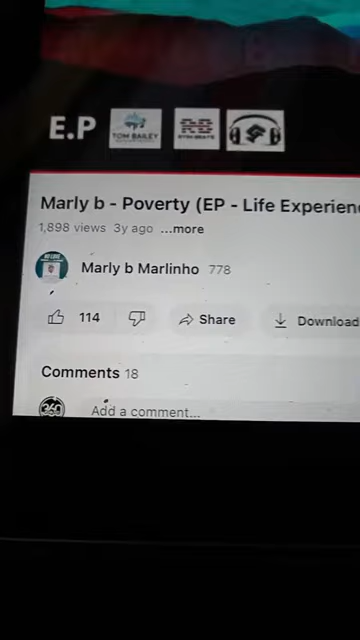 E.P
TOM BAILEY
Marly b - Poverty (EP - Life Experien
1,898 views 3y ago ...more
Marly b Marlinho 778
114 Share Download
Comments 18
360 Add a comment...